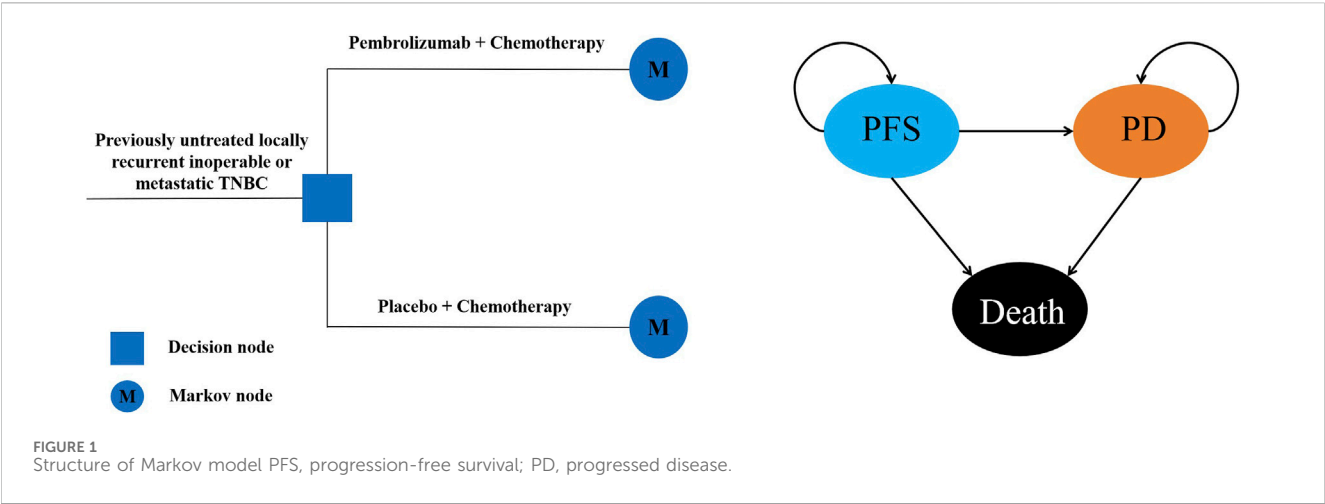 Pembrolizumab + Chemotherapy
M
Previously untreated locally
recurrent inoperable or
metastatic TNBC
Placebo + Chemotherapy
M
Decision node
M
Markov node
PFS
PD
Death
FIGURE 1
Structure of Markov model PFS, progression-free survival; PD, progressed disease.